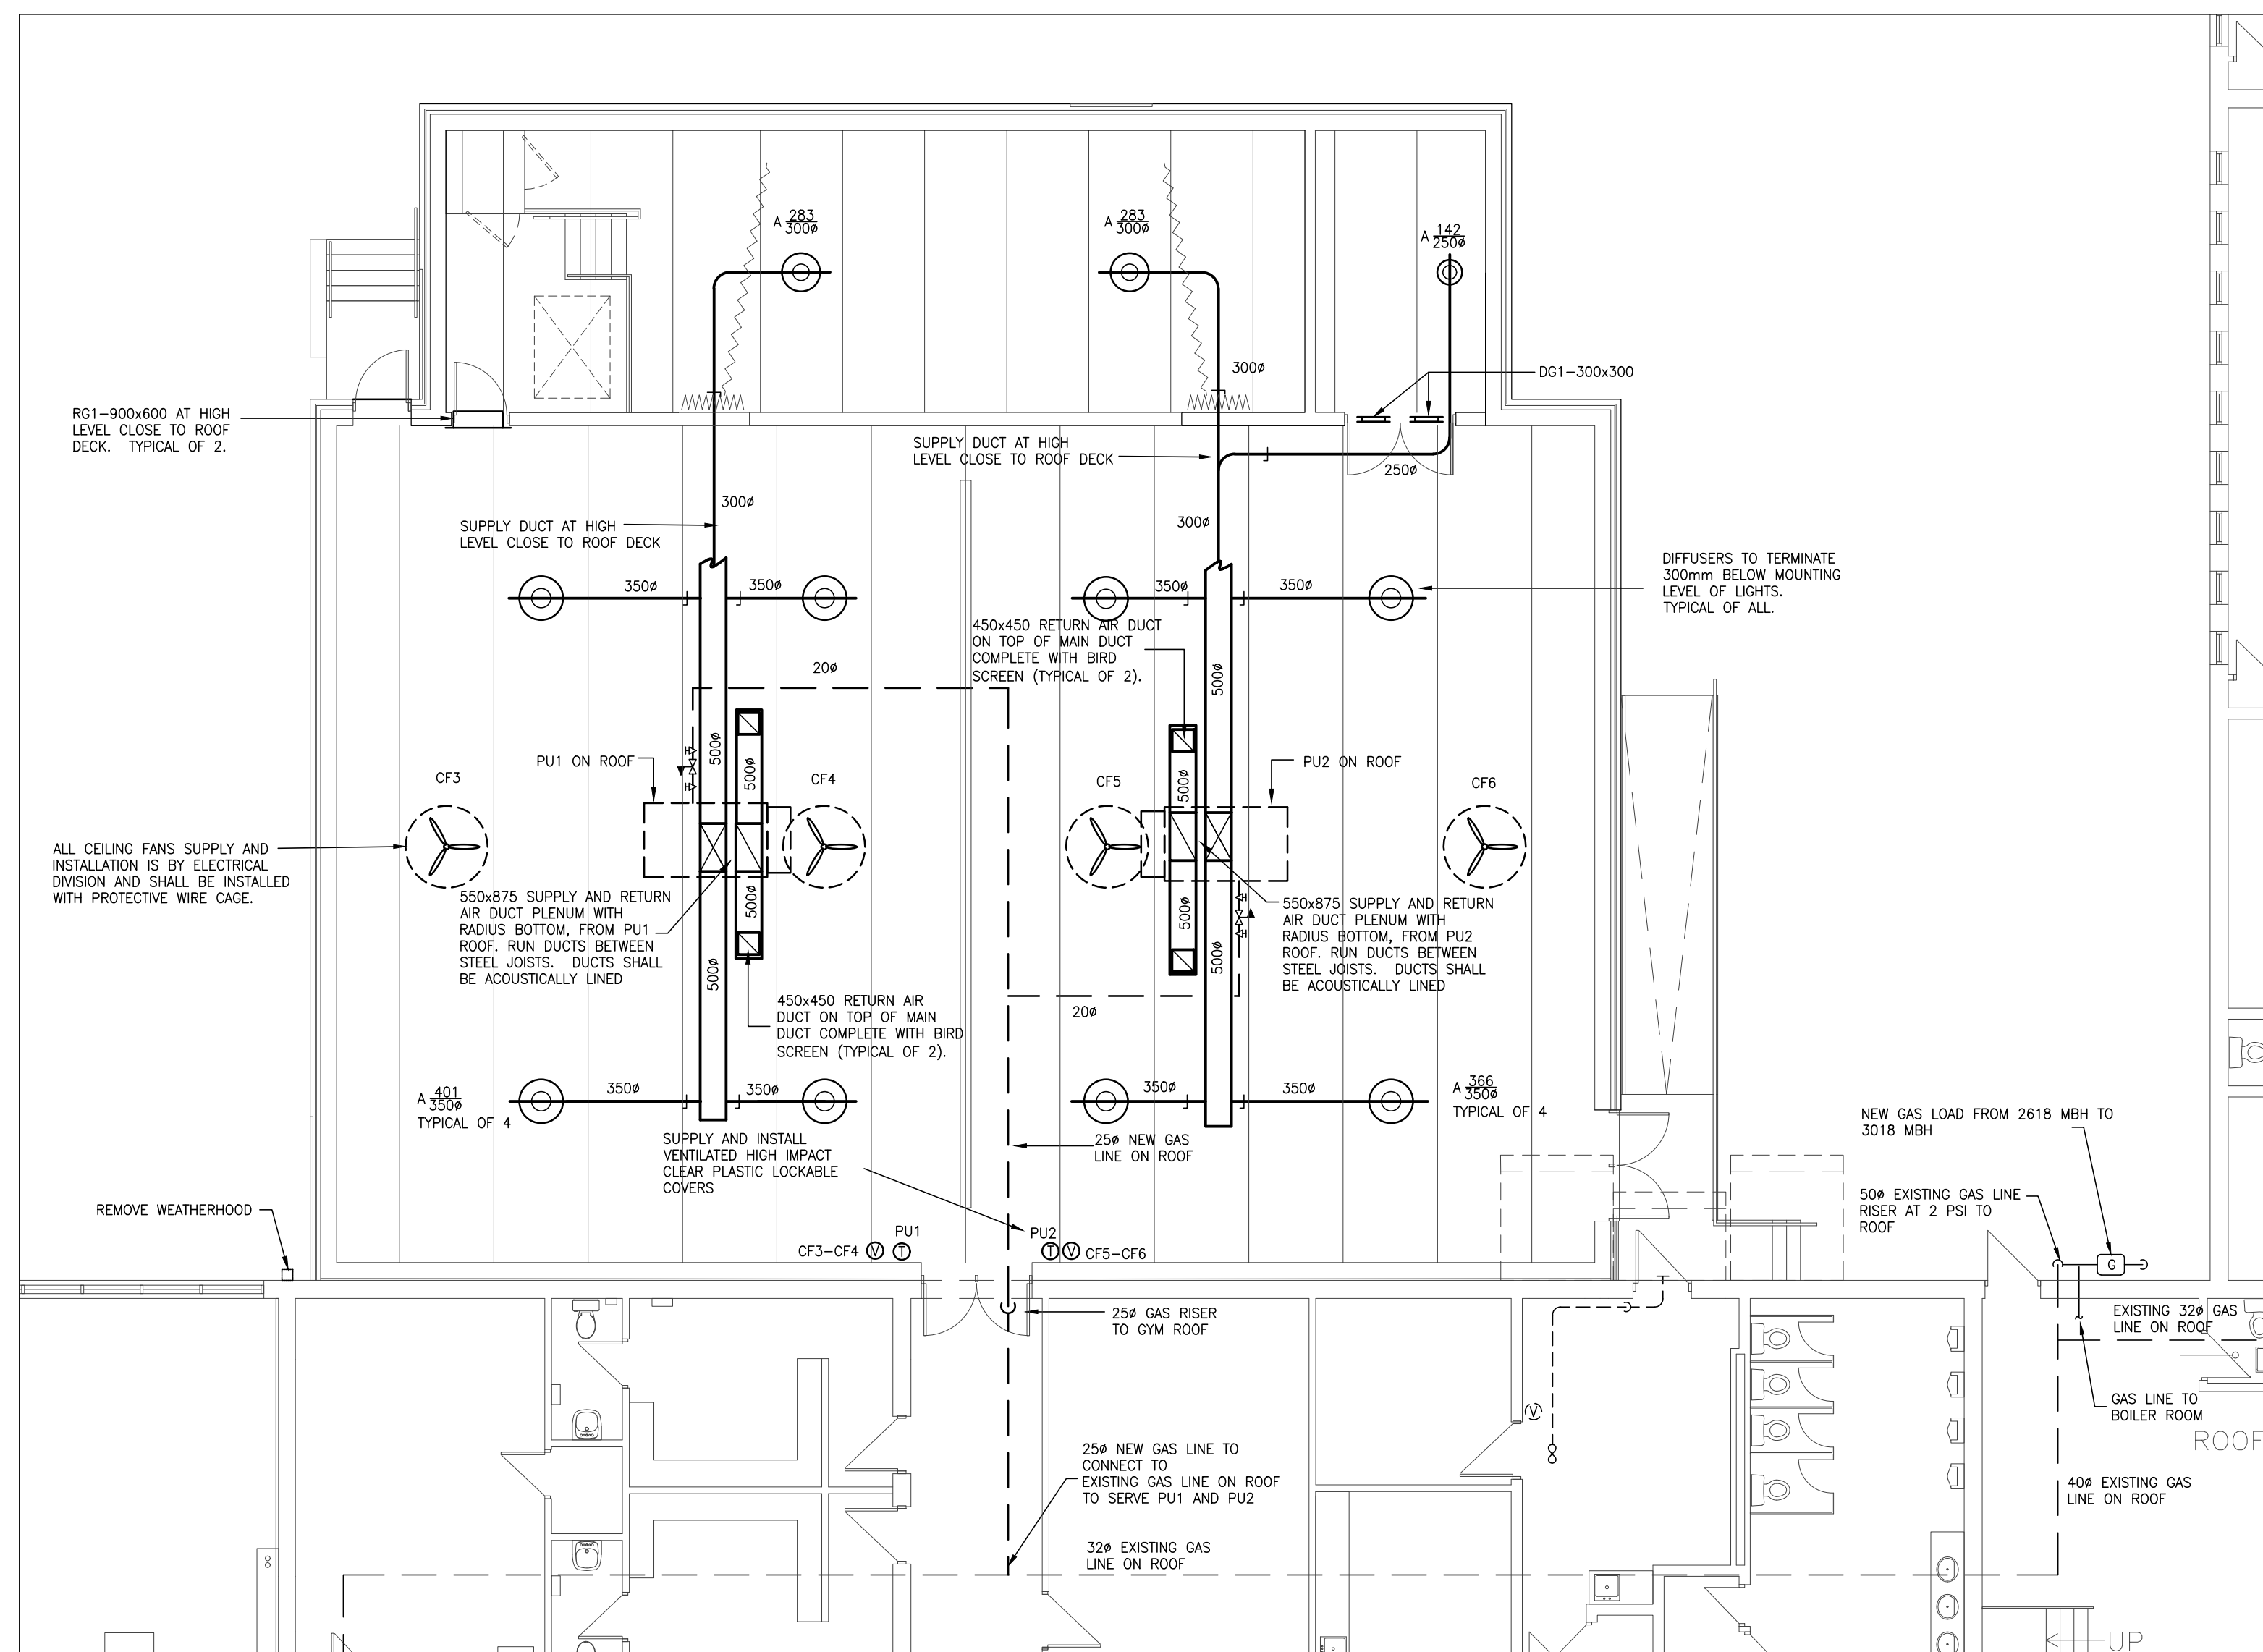 A 283
300ø
A 283
300ø
A 142
250ø
300ø
DG1-300x300
RG1-900x600 AT HIGH
LEVEL CLOSE TO ROOF
DECK. TYPICAL OF 2.
SUPPLY DUCT AT HIGH
LEVEL CLOSE TO ROOF DECK
250ø
300ø
SUPPLY DUCT AT HIGH
LEVEL CLOSE TO ROOF DECK
300ø
DIFFUSERS TO TERMINATE
300mm BELOW MOUNTING
LEVEL OF LIGHTS.
TYPICAL OF ALL.
350ø
350ø
350ø
350ø
450x450 RETURN AIR DUCT
ON TOP OF MAIN DUCT
COMPLETE WITH BIRD
SCREEN (TYPICAL OF 2).
20ø
500ø
500ø
500ø
500ø
PU1 ON ROOF
PU2 ON ROOF
CF3
CF4
CF5
CF6
ALL CEILING FANS SUPPLY AND
INSTALLATION IS BY ELECTRICAL
DIVISION AND SHALL BE INSTALLED
WITH PROTECTIVE WIRE CAGE.
550x875 SUPPLY AND RETURN
AIR DUCT PLENUM WITH
RADIUS BOTTOM, FROM PU1
ROOF. RUN DUCTS BETWEEN
STEEL JOISTS. DUCTS SHALL
BE ACOUSTICALLY LINED
500ø
500ø
500ø
500ø
550x875 SUPPLY AND RETURN
AIR DUCT PLENUM WITH
RADIUS BOTTOM, FROM PU2
ROOF. RUN DUCTS BETWEEN
STEEL JOISTS. DUCTS SHALL
BE ACOUSTICALLY LINED
450x450 RETURN AIR
DUCT ON TOP OF MAIN
DUCT COMPLETE WITH BIRD
SCREEN (TYPICAL OF 2).
20ø
A 401
350ø
TYPICAL OF 4
350ø
350ø
350ø
350ø
A 366
350ø
TYPICAL OF 4
SUPPLY AND INSTALL
VENTILATED HIGH IMPACT
CLEAR PLASTIC LOCKABLE
COVERS
25ø NEW GAS
LINE ON ROOF
NEW GAS LOAD FROM 2618 MBH TO
3018 MBH
REMOVE WEATHERHOOD
50ø EXISTING GAS LINE
RISER AT 2 PSI TO
ROOF
PU1
CF3-CF4 V T
PU2
T V CF5-CF6
G
25ø GAS RISER
TO GYM ROOF
EXISTING 32ø GAS
LINE ON ROOF
V
GAS LINE TO
BOILER ROOM
ROOF
25ø NEW GAS LINE TO
CONNECT TO
EXISTING GAS LINE ON ROOF
TO SERVE PU1 AND PU2
40ø EXISTING GAS
LINE ON ROOF
32ø EXISTING GAS
LINE ON ROOF
UP